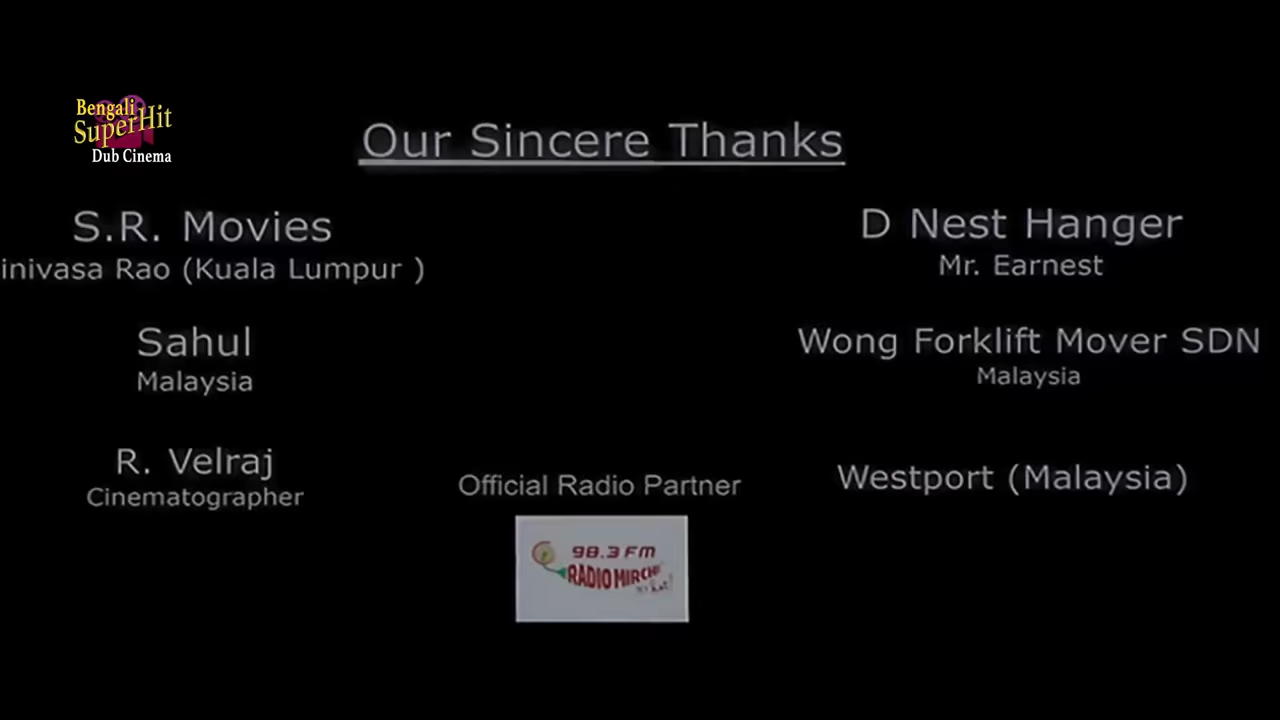 Bengali
SuperHit
Dub Cinema
Our Sincere Thanks
S.R. Movies
inivasa Rao (Kuala Lumpur )
Sahul
Malaysia
R. Velraj
Cinematographer
D Nest Hanger
Mr. Earnest
Wong Forklift Mover SDN
Malaysia
Westport (Malaysia)
Official Radio Partner
98.3 FM
RADIO MIRCHI